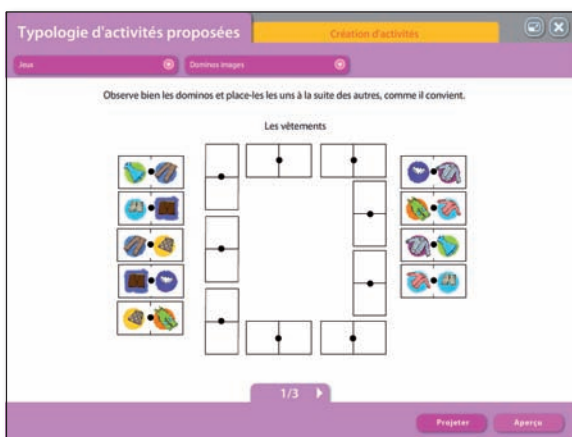 Typologie d'activités proposées
Création d'activités
Jeux
Dominos images
Observe bien les dominos et place-les les uns à la suite des autres, comme il convient.
Les vêtements
1/3
Projeter
Aperçu